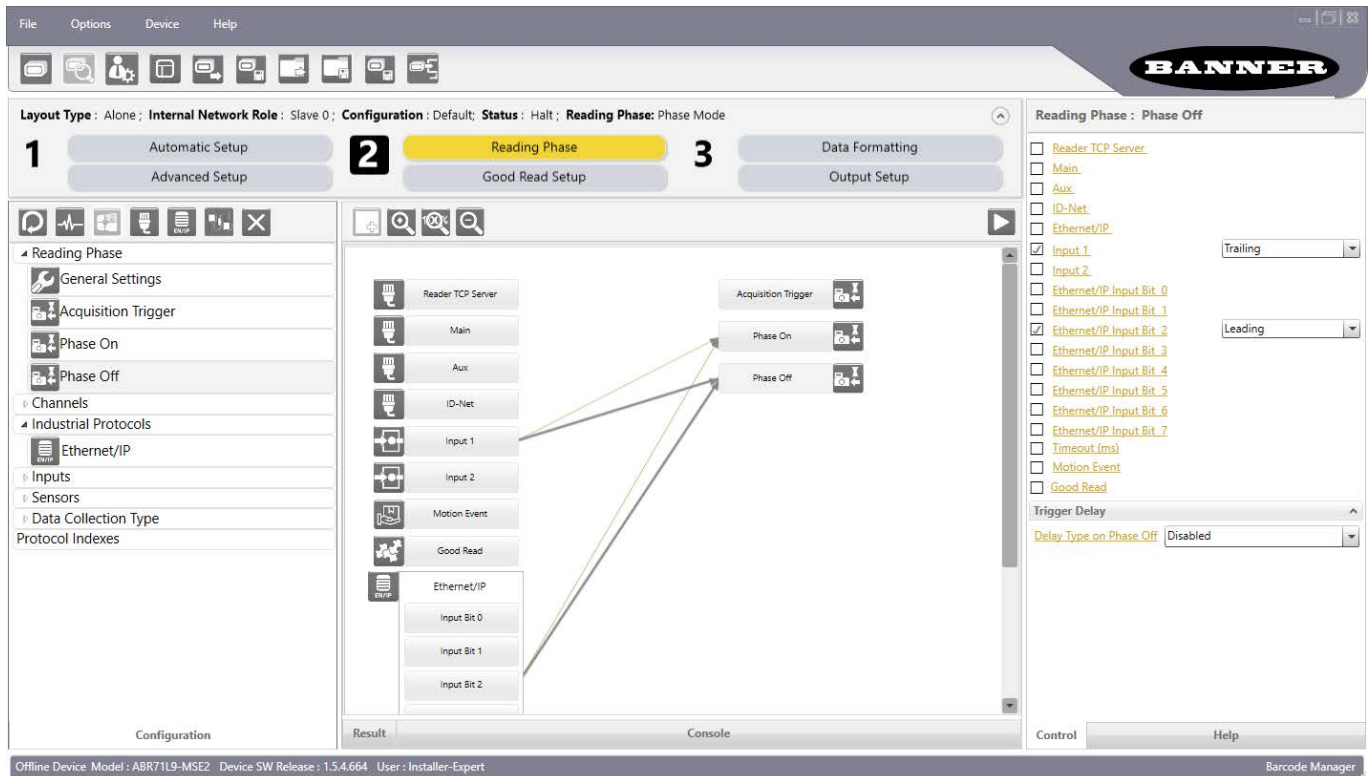 File Options Device Help
BANNER
Layout Type : Alone ; Internal Network Role : Slave 0 ; Configuration : Default; Status : Halt ; Reading Phase: Phase Mode
1 Automatic Setup 2 Reading Phase 3 Data Formatting
Advanced Setup Good Read Setup Output Setup
EN/IP
100%
Reading Phase
General Settings
Acquisition Trigger
Phase On
Phase Off
Channels
Industrial Protocols
EN/IP Ethernet/IP
Inputs
Sensors
Data Collection Type
Protocol Indexes
Configuration
Reader TCP Server
Main
Aux
ID-Net
Input 1
Input 2
Motion Event
Good Read
EN/IP Ethernet/IP
Input Bit 0
Input Bit 1
Input Bit 2
Acquisition Trigger
Phase On
Phase Off
Result Console
Reading Phase : Phase Off
Reader TCP Server
Main
Aux
ID-Net
Ethernet/IP
Input 1 Trailing
Input 2
Ethernet/IP Input Bit 0
Ethernet/IP Input Bit 1
Ethernet/IP Input Bit 2 Leading
Ethernet/IP Input Bit 3
Ethernet/IP Input Bit 4
Ethernet/IP Input Bit 5
Ethernet/IP Input Bit 6
Ethernet/IP Input Bit 7
Timeout (ms)
Motion Event
Good Read
Trigger Delay
Delay Type on Phase Off Disabled
Control Help
Offline Device Model : ABR71L9-MSE2 Device SW Release : 1.5.4.664 User : Installer-Expert Barcode Manager